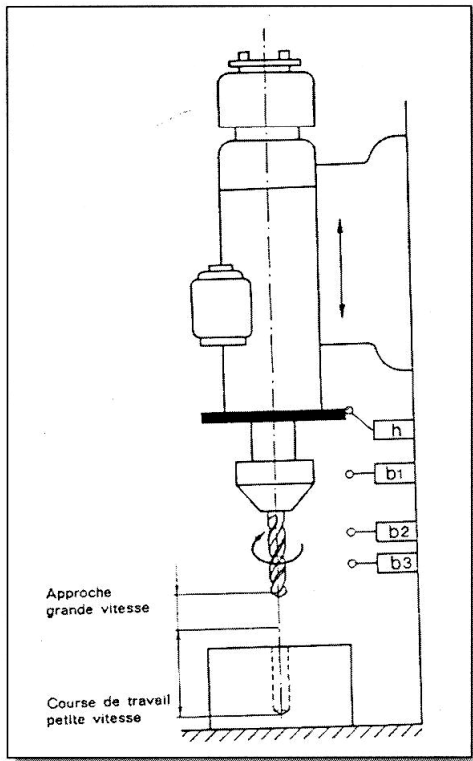 h
b1
b2
b3
Approche
grande vitesse
Course de travail
petite vitesse